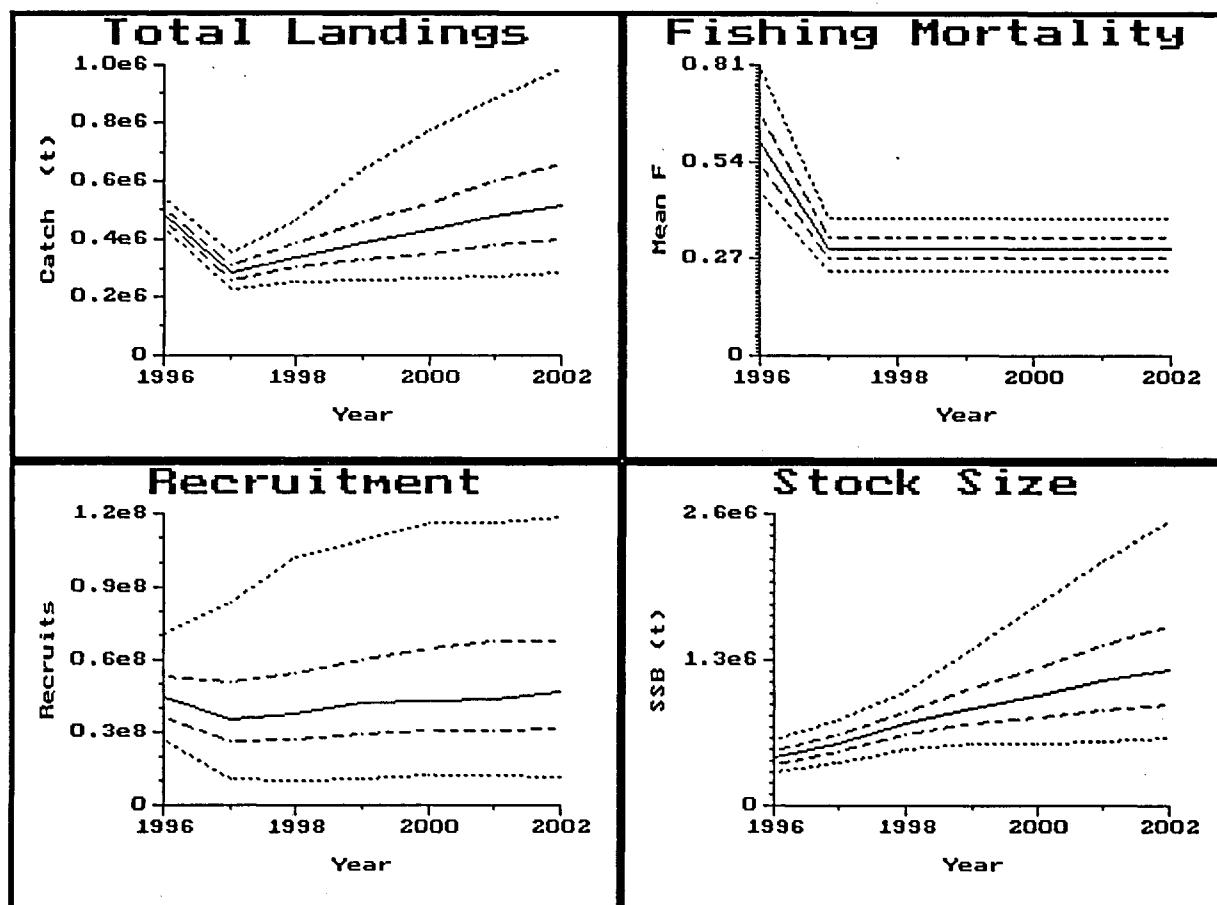 Total Landings
1.0e6
0.8e6
0.6e6
0.4e6
0.2e6
0
Catch (t)
1996 1998 2000 2002
Year
Fishing Mortality
0.81
0.54
0.27
0
Mean F
1996 1998 2000 2002
Year
Recruitment
1.2e8
0.9e8
0.6e8
0.3e8
0
Recruits
1996 1998 2000 2002
Year
Stock Size
2.6e6
1.3e6
0
SSB (t)
1996 1998 2000 2002
Year